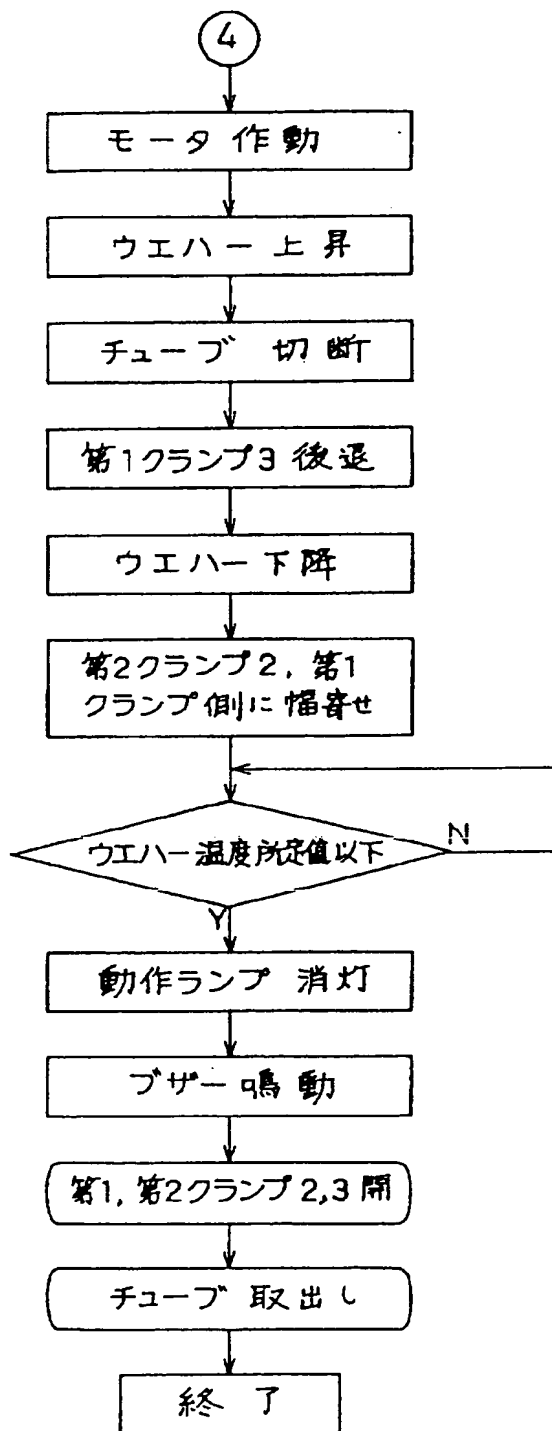 4
モータ 作動
ウエハー 上昇
チューブ 切断
第1クランプ3 後退
ウエハー 下降
第2クランプ2, 第1
クランプ側に幅寄せ
ウエハー温度所定値以下
N
Y
動作ランプ 消灯
ブザー鳴動
第1, 第2クランプ2,3 開
チューブ 取出し
終了